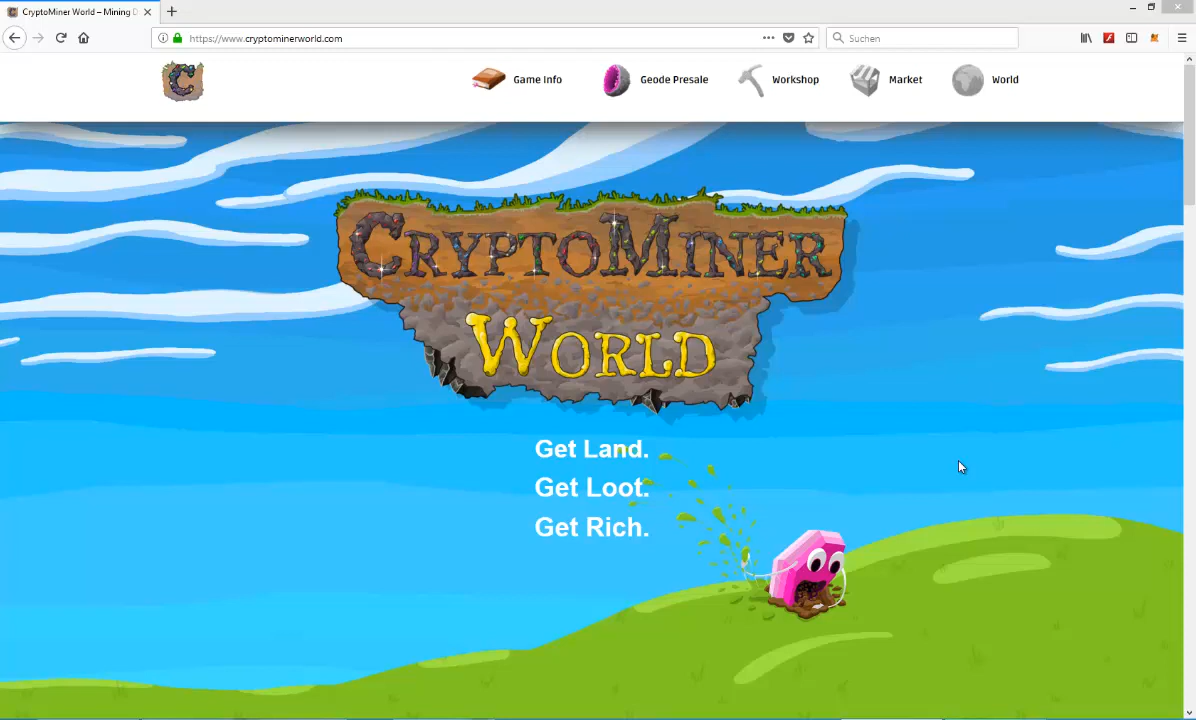 CryptoMiner World – Mining D
https://www.cryptominerworld.com
Suchen
C
Game Info
Geode Presale
Workshop
Market
World
CryptoMiner
World
Get Land.
Get Loot.
Get Rich.